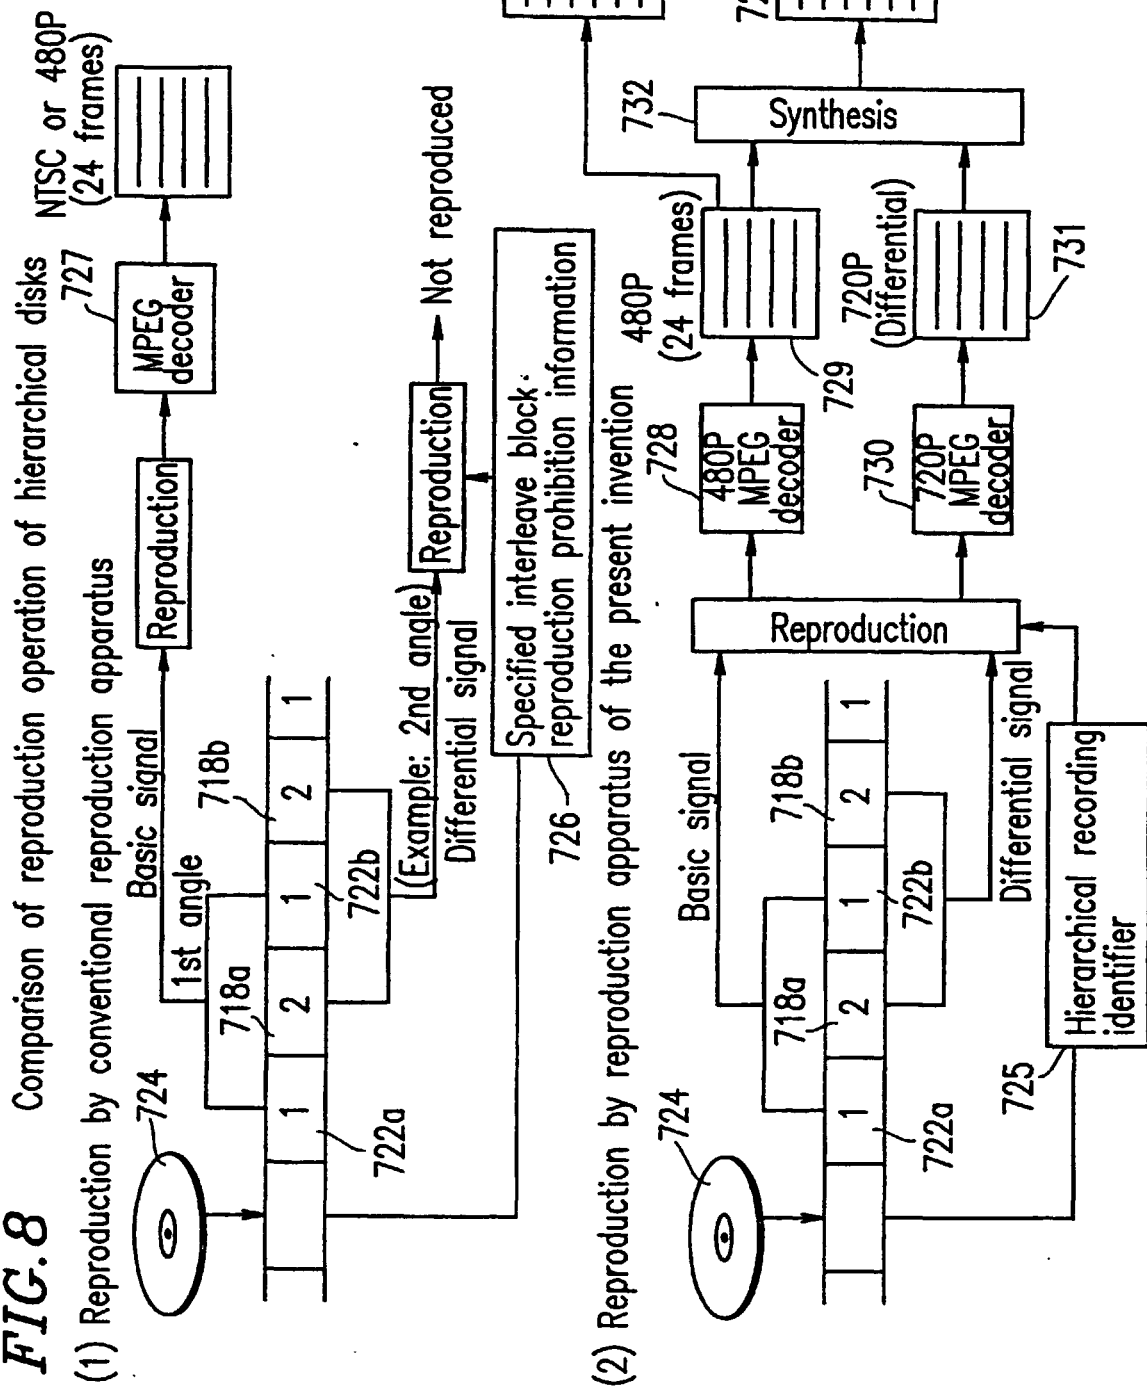 FIG.8
Comparison of reproduction operation of hierarchical disks
(1) Reproduction by conventional reproduction apparatus
724
Basic signal
1st angle
718a
718b
1
2
1
2
1
722a
722b
Reproduction
727
MPEG
decoder
NTSC or 480P
(24 frames)
(Example: 2nd angle)
Differential signal
Reproduction
Not reproduced
726
Specified interleave block
reproduction prohibition information
(2) Reproduction by reproduction apparatus of the present invention
724
Basic signal
718a
718b
1
2
1
2
1
722a
722b
Differential signal
725
Hierarchical recording
identifier
Reproduction
728
480P
MPEG
decoder
480P
(24 frames)
729
730
720P
MPEG
decoder
720P
(Differential)
731
732
Synthesis